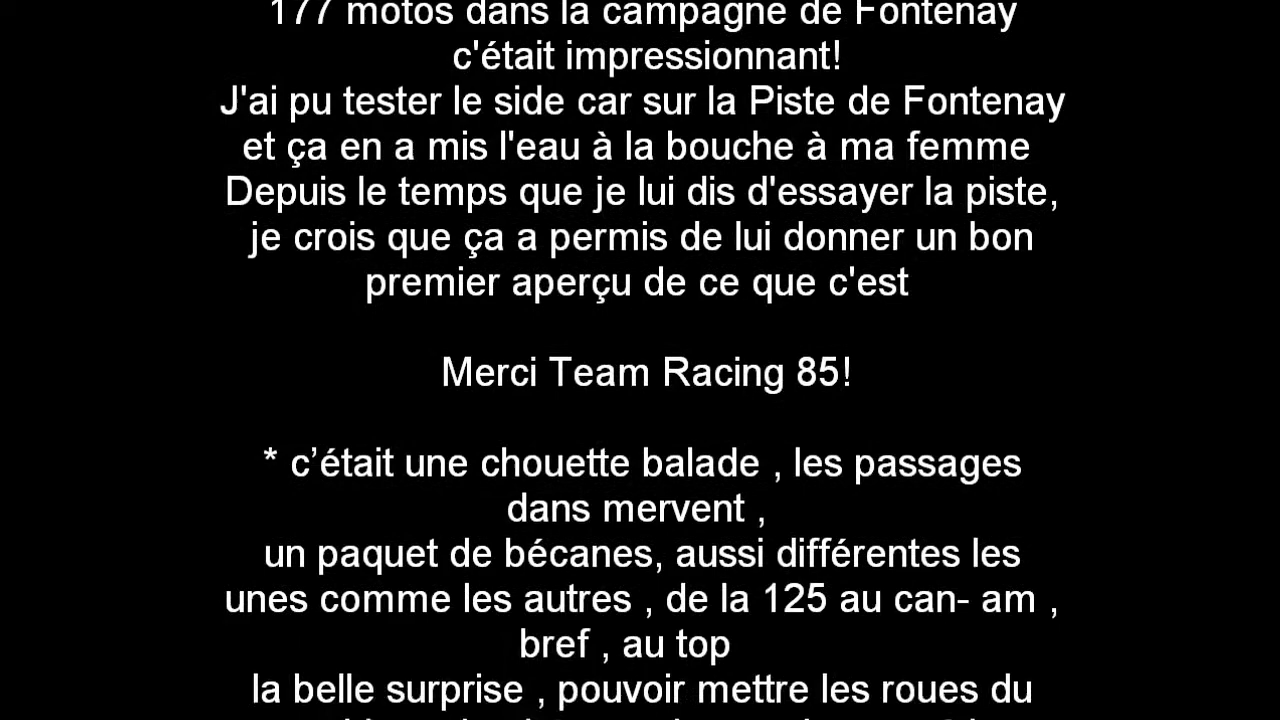 177 motos dans la campagne de Fontenay
c'était impressionnant!
J'ai pu tester le side car sur la Piste de Fontenay
et ça en a mis l'eau à la bouche à ma femme
Depuis le temps que je lui dis d'essayer la piste,
je crois que ça a permis de lui donner un bon
premier aperçu de ce que c'est
Merci Team Racing 85!
* c’était une chouette balade , les passages
dans mervent ,
un paquet de bécanes, aussi différentes les
unes comme les autres , de la 125 au can- am ,
bref , au top
la belle surprise , pouvoir mettre les roues du